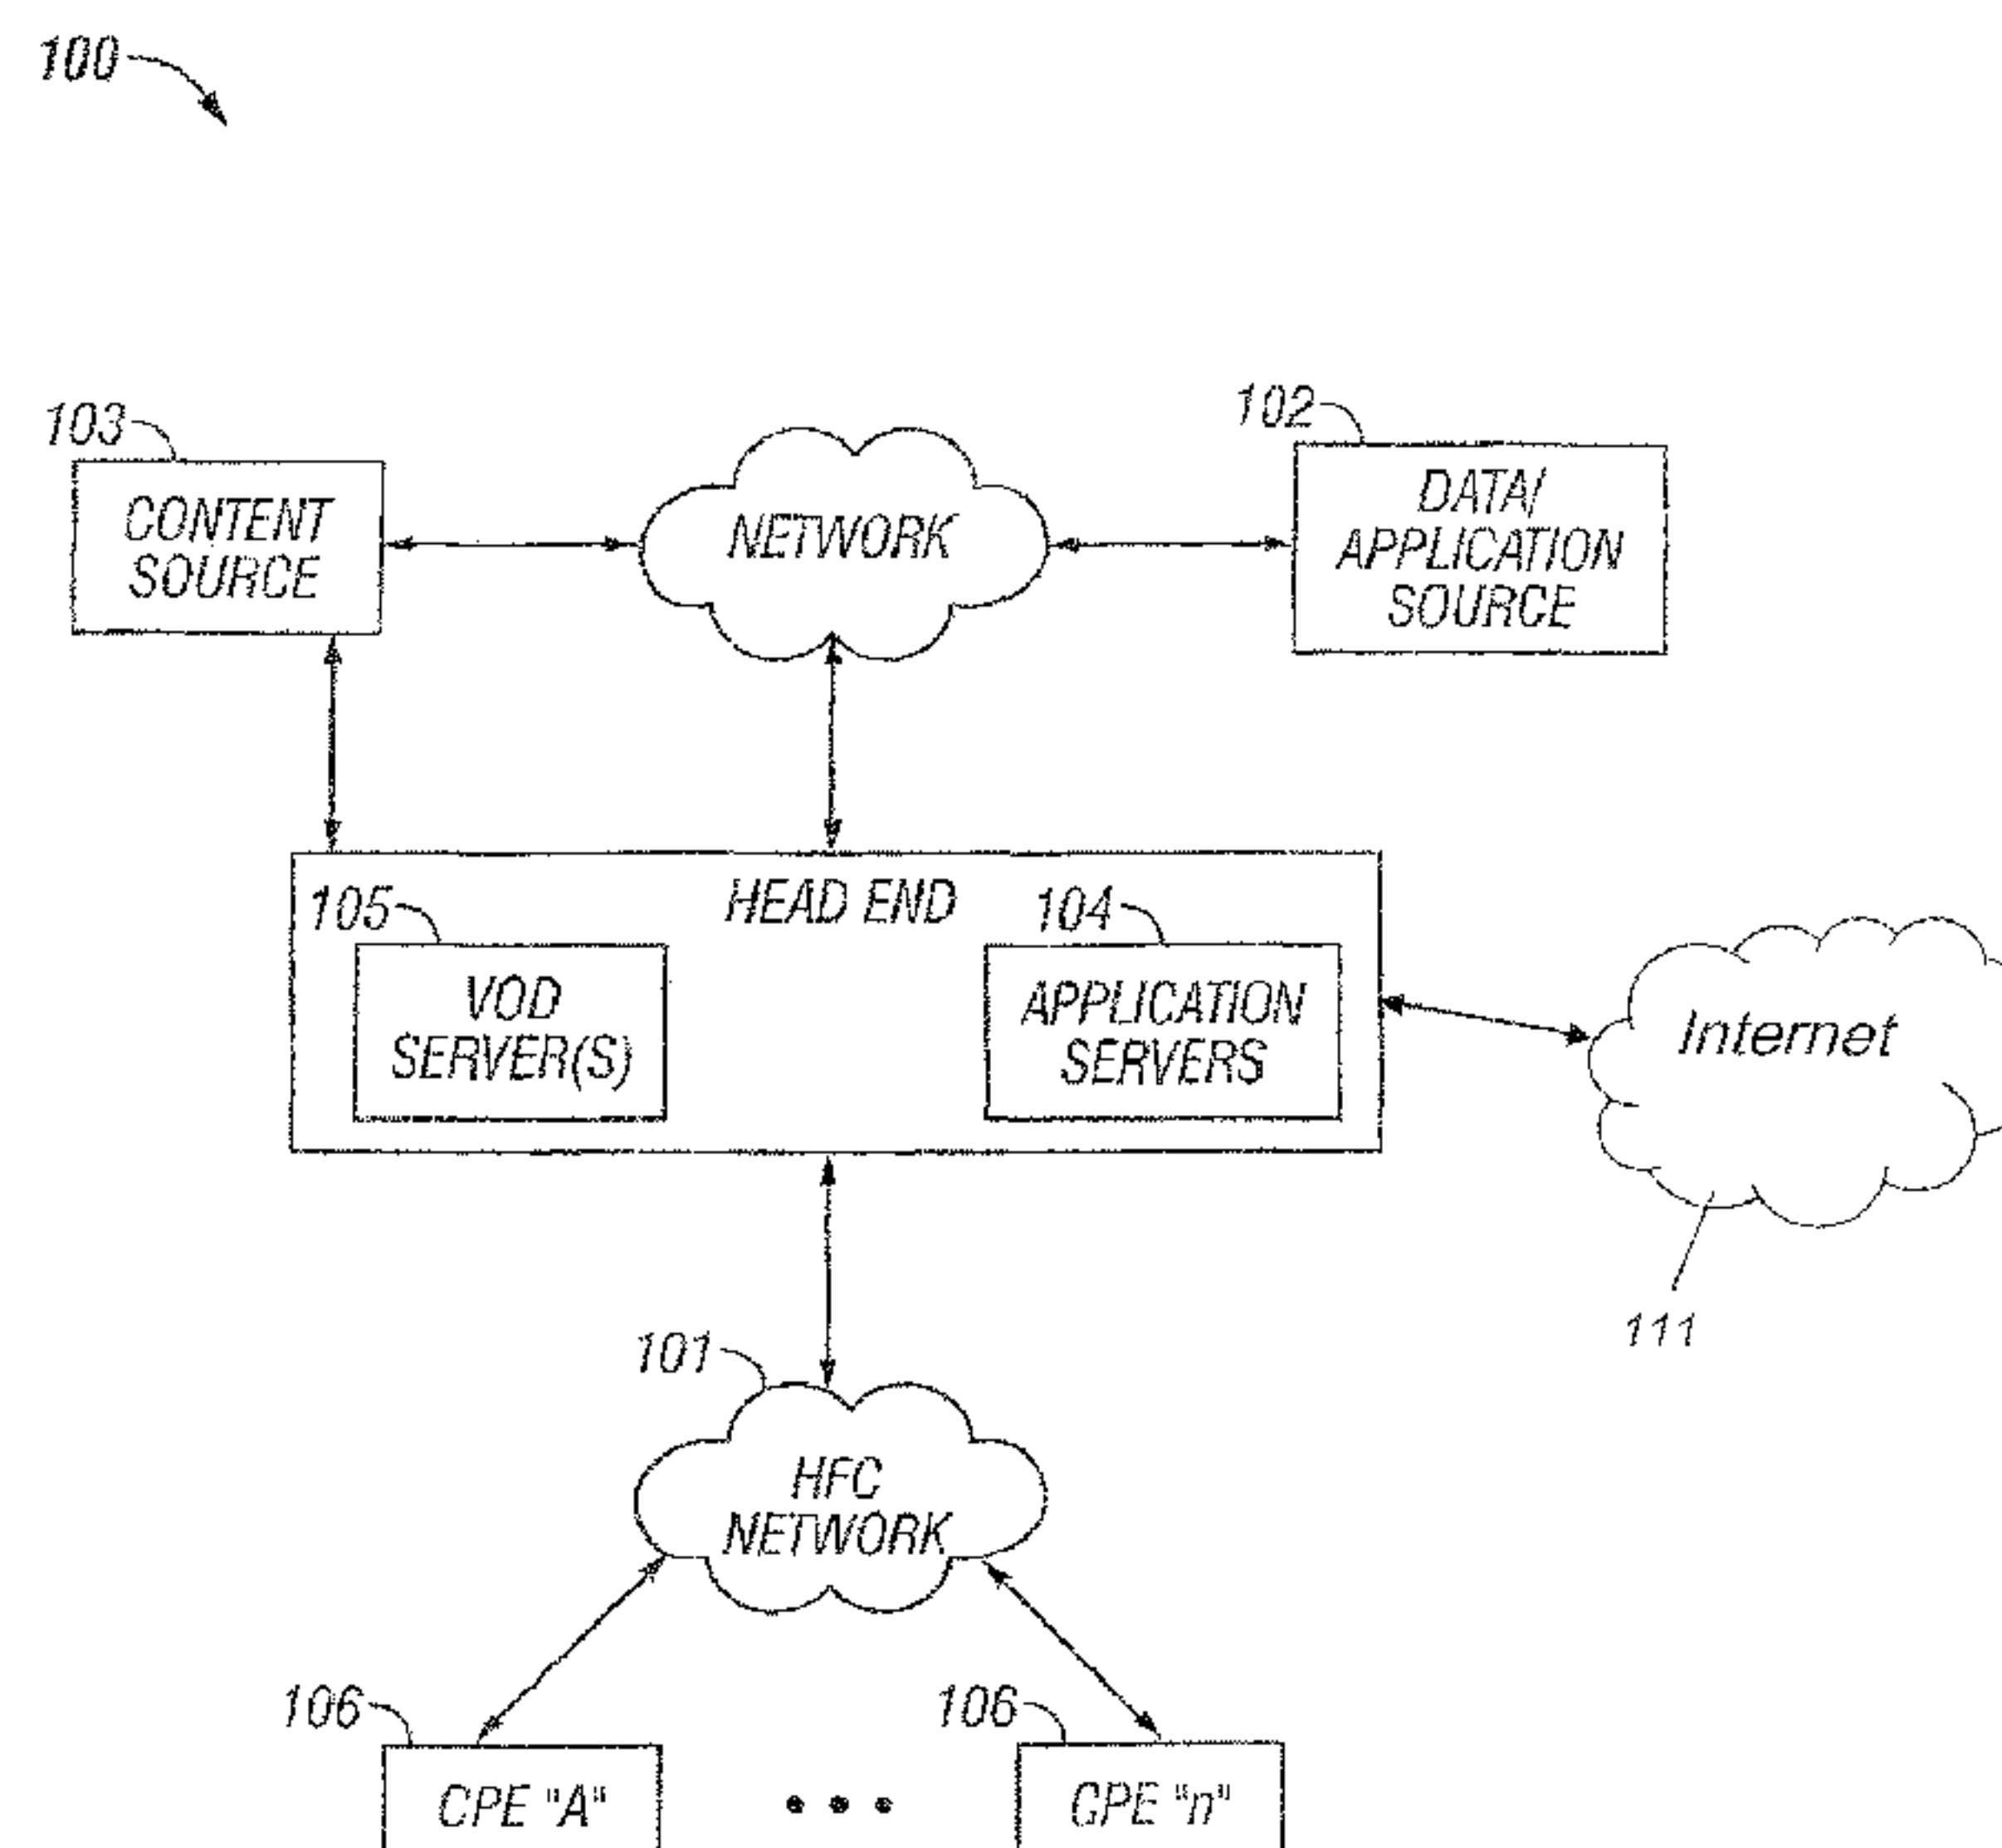 100
103
102
CONTENT
SOURCE
NETWORK
DATA/
APPLICATION
SOURCE
HEAD END
105
104
VOD
SERVER(S)
APPLICATION
SERVERS
Internet
111
101
HFC
NETWORK
106
106
CPE "A"
• • •
CPE "n"